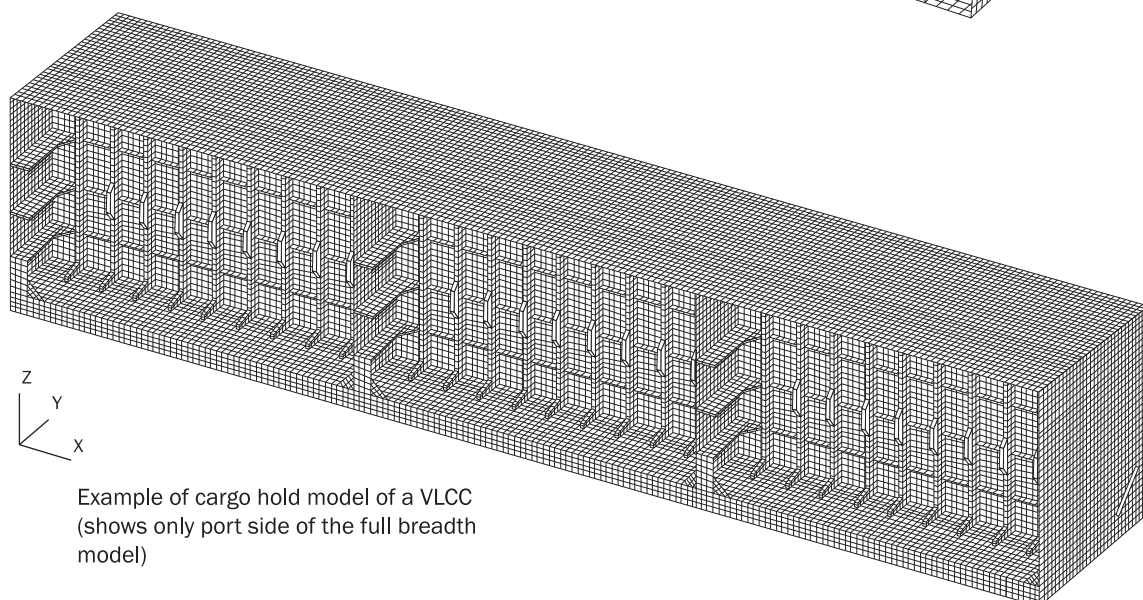 Z
Y
X
Example of cargo hold model of a VLCC
(shows only port side of the full breadth
model)